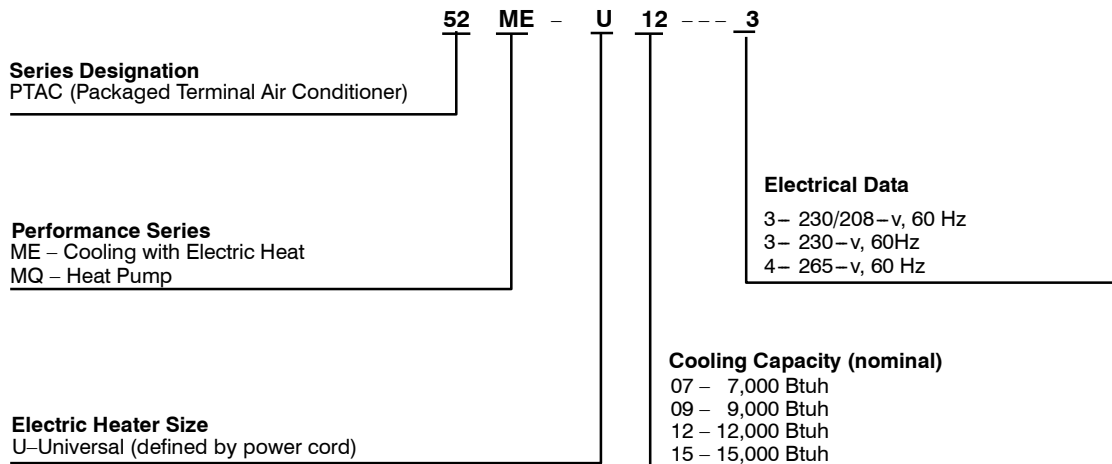 52 ME – U 12 --- 3
Series Designation
PTAC (Packaged Terminal Air Conditioner)
Electrical Data
3– 230/208–v, 60 Hz
3– 230–v, 60Hz
4– 265–v, 60 Hz
Performance Series
ME – Cooling with Electric Heat
MQ – Heat Pump
Cooling Capacity (nominal)
07 – 7,000 Btuh
09 – 9,000 Btuh
12 – 12,000 Btuh
15 – 15,000 Btuh
Electric Heater Size
U–Universal (defined by power cord)